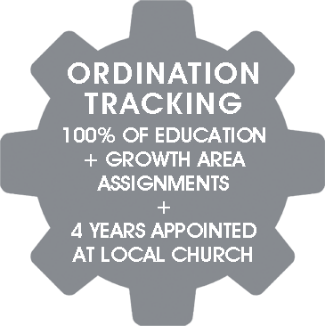 ORDINATION
TRACKING
100% OF EDUCATION
+ GROWTH AREA
ASSIGNMENTS
+
4 YEARS APPOINTED
AT LOCAL CHURCH